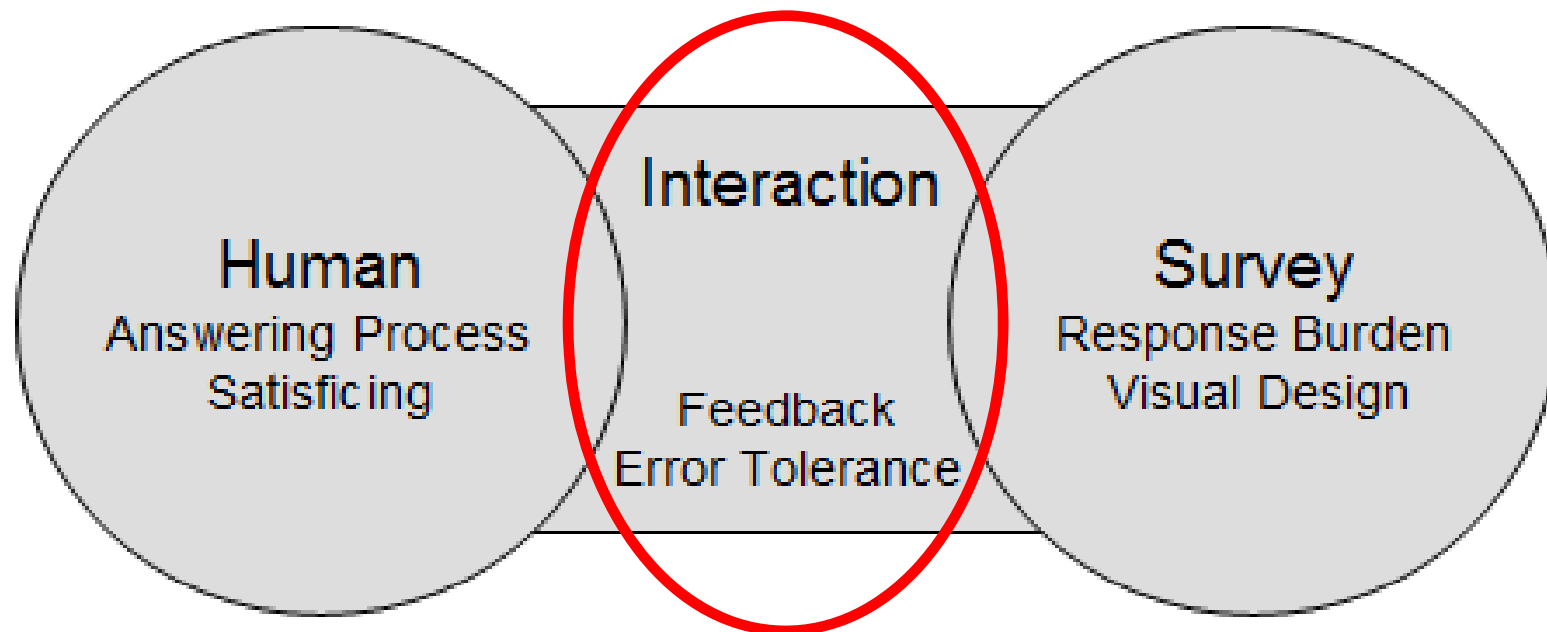 Human
Answering Process
Satisficing
Interaction
Feedback
Error Tolerance
Survey
Response Burden
Visual Design